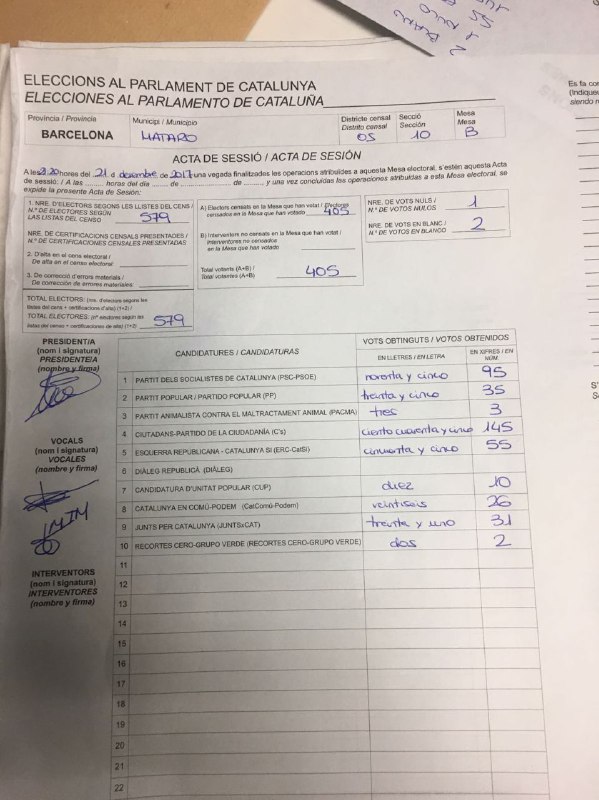 BLANC
2 x NULO
55
ELECCIONS AL PARLAMENT DE CATALUNYA
ELECCIONES AL PARLAMENTO DE CATALUÑA
Província / Provincia
BARCELONA
Municipi / Municipio
MATARO
Districte censal
Distrito censal
05
Secció
Sección
10
Mesa
Mesa
B
Es fa con
(Indiqueu
siendo n
ACTA DE SESSIÓ / ACTA DE SESIÓN
A les 21:20 hores del 21 de desembre de 2017 una vegada finalitzades les operacions atribuïdes a aquesta Mesa electoral, s'estén aquesta Acta
de sessió. / A las ........ horas del día ...... de .................. de ........, y una vez concluidas las operaciones atribuidas a esta Mesa electoral, se
expide la presente Acta de Sesión:
1. NRE. D'ELECTORS SEGONS LES LLISTES DEL CENS /
N.º DE ELECTORES SEGÚN
LAS LISTAS DEL CENSO
579
NRE. DE CERTIFICACIONS CENSALS PRESENTADES /
N.º DE CERTIFICACIONES CENSALES PRESENTADAS
2. D'alta en el cens electoral /
De alta en el censo electoral:
3. De correcció d'errors materials /
De corrección de errores materiales:
TOTAL ELECTORS: (nre. d'electors segons les
llistes del cens + certificacions d'alta) (1+2) /
TOTAL ELECTORES: (nº electores según las
listas del censo + certificaciones de alta) (1+2)
579
A) Electors censats en la Mesa que han votat / Electores
censados en la Mesa que han votado
405
B) Interventors no censats en la Mesa que han votat /
Interventores no censados
en la Mesa que han votado
Total votants (A+B) /
Total votantes (A+B)
405
NRE. DE VOTS NULS /
N.º DE VOTOS NULOS
1
NRE. DE VOTS EN BLANC /
N.º DE VOTOS EN BLANCO
2
PRESIDENT/A
(nom i signatura)
PRESIDENTE/A
(nombre y firma)
VOCALS
(nom i signatura)
VOCALES
(nombre y firma)
INTERVENTORS
(nom i signatura)
INTERVENTORES
(nombre y firma)
CANDIDATURES / CANDIDATURAS
VOTS OBTINGUTS / VOTOS OBTENIDOS
EN LLETRES / EN LETRA
EN XIFRES / EN NÚM.
1 PARTIT DELS SOCIALISTES DE CATALUNYA (PSC-PSOE) noventa y cinco 95
2 PARTIT POPULAR / PARTIDO POPULAR (PP) treinta y cinco 35
3 PARTIT ANIMALISTA CONTRA EL MALTRACTAMENT ANIMAL (PACMA) tres 3
4 CIUTADANS-PARTIDO DE LA CIUDADANÍA (C's) ciento cuarenta y cinco 145
5 ESQUERRA REPUBLICANA - CATALUNYA SÍ (ERC-CatSí) cincuenta y cinco 55
6 DIÀLEG REPUBLICÀ (DIÀLEG)
7 CANDIDATURA D'UNITAT POPULAR (CUP) diez 10
8 CATALUNYA EN COMÚ-PODEM (CatComú-Podem) veintiseis 26
9 JUNTS PER CATALUNYA (JUNTSxCAT) treinta y uno 31
10 RECORTES CERO-GRUPO VERDE (RECORTES CERO-GRUPO VERDE) dos 2
11
12
13
14
15
16
17
18
19
20
21
22